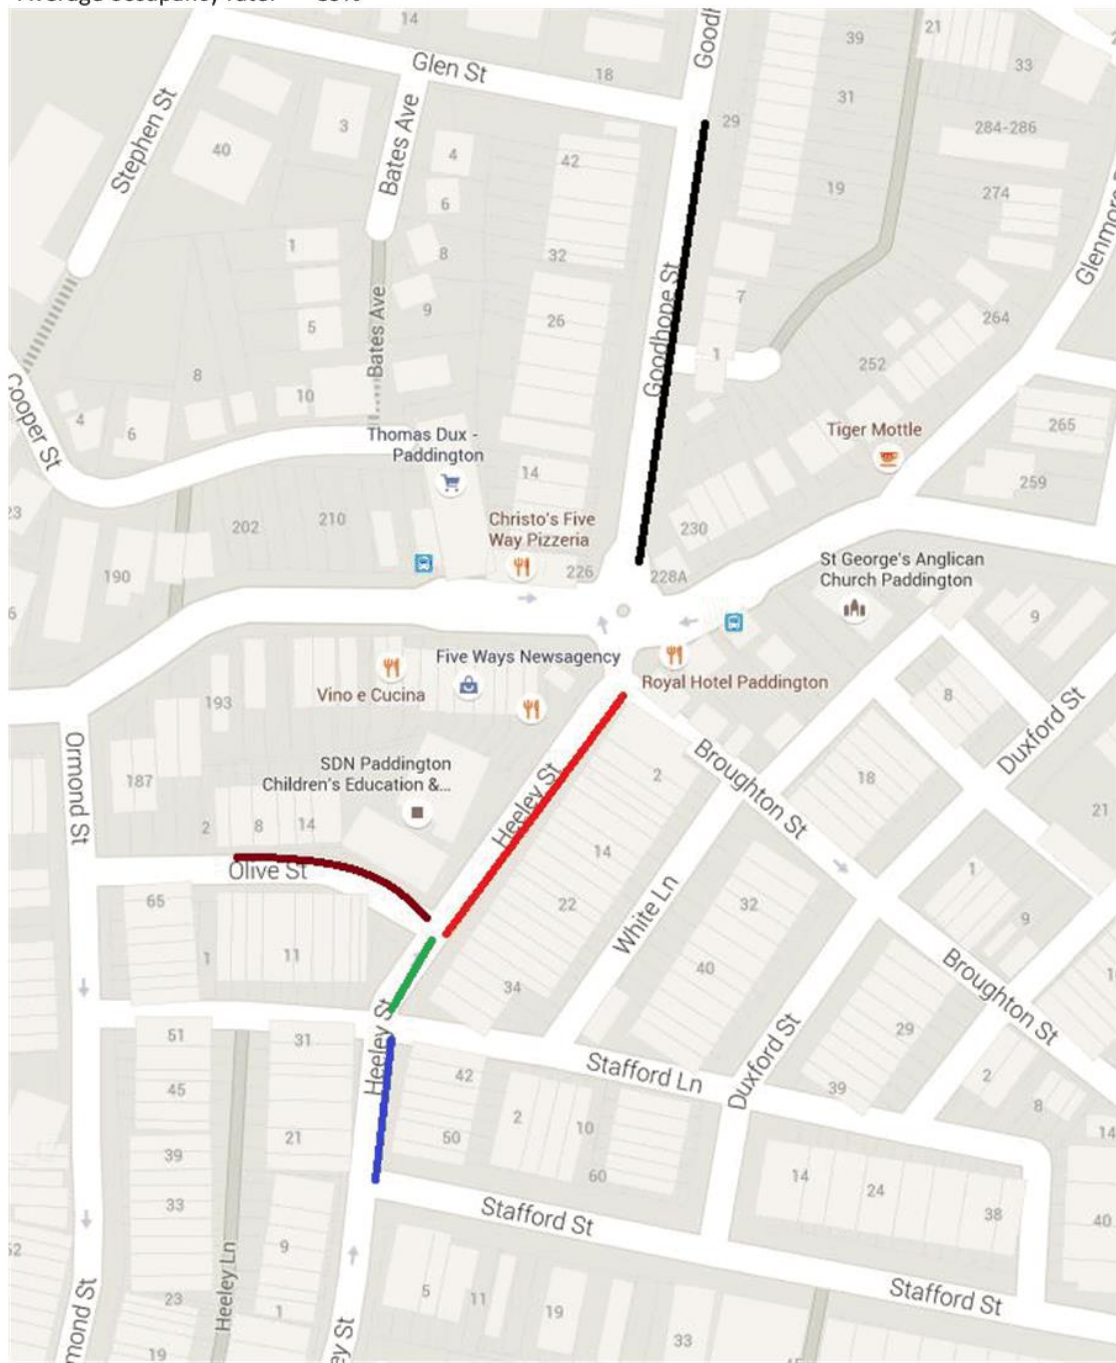 14
Goodh
39
21
33
Glen St
18
31
29
284-286
Stephen St
40
3
Bates Ave
4
42
19
274
6
Glenmore
1
8
32
Goodhope St
7
264
5
9
26
Bates Ave
1
252
8
10
Cooper St
4
6
Thomas Dux -
Paddington
Tiger Mottle
265
14
259
23
202
210
Christo's Five
Way Pizzeria
230
190
226
228A
St George's Anglican
Church Paddington
6
9
Five Ways Newsagency
Royal Hotel Paddington
Vino e Cucina
193
8
Duxford St
Ormond St
187
SDN Paddington
Children's Education &...
2
Broughton St
18
2
8
14
Heeley St
14
21
Olive St
65
22
White Ln
32
1
9
1
11
40
34
Broughton St
51
31
Heeley St
Stafford Ln
Duxford St
29
39
2
8
45
42
2
10
14
21
50
39
60
14
24
38
33
40
Stafford St
52
9
Heeley Ln
5
11
19
Stafford St
23
1
mond St
ey St
33
19